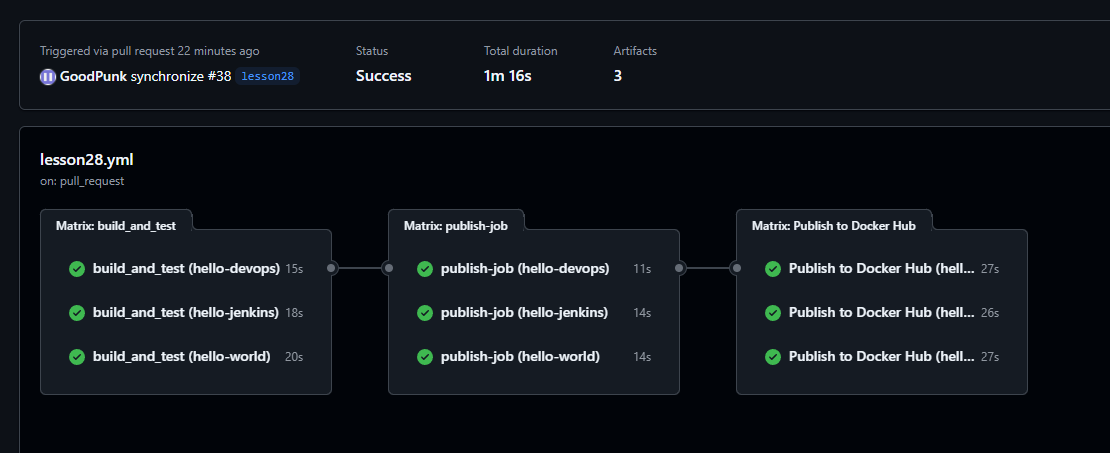 Triggered via pull request 22 minutes ago
Status
Total duration
Artifacts
GoodPunk synchronize #38 lesson28
Success
1m 16s
3
lesson28.yml
on: pull_request
Matrix: build_and_test
build_and_test (hello-devops) 15s
build_and_test (hello-jenkins) 18s
build_and_test (hello-world) 20s
Matrix: publish-job
publish-job (hello-devops) 11s
publish-job (hello-jenkins) 14s
publish-job (hello-world) 14s
Matrix: Publish to Docker Hub
Publish to Docker Hub (hell... 27s
Publish to Docker Hub (hell... 26s
Publish to Docker Hub (hell... 27s